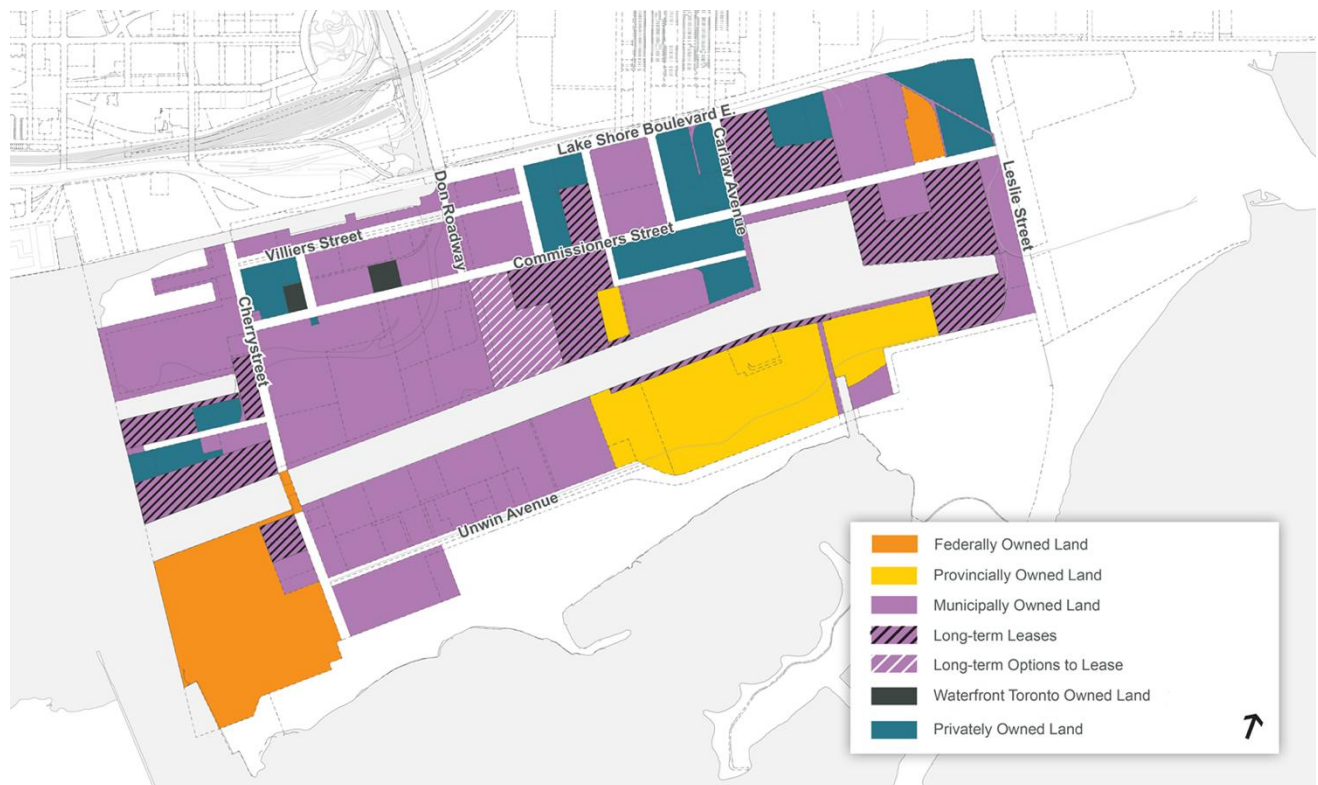 Lake Shore Boulevard E.
Carlaw Avenue
Don Roadway
Leslie Street
Villiers Street
Commissioners Street
Cherrystreet
Unwin Avenue
Federally Owned Land
Provincially Owned Land
Municipally Owned Land
Long-term Leases
Long-term Options to Lease
Waterfront Toronto Owned Land
Privately Owned Land